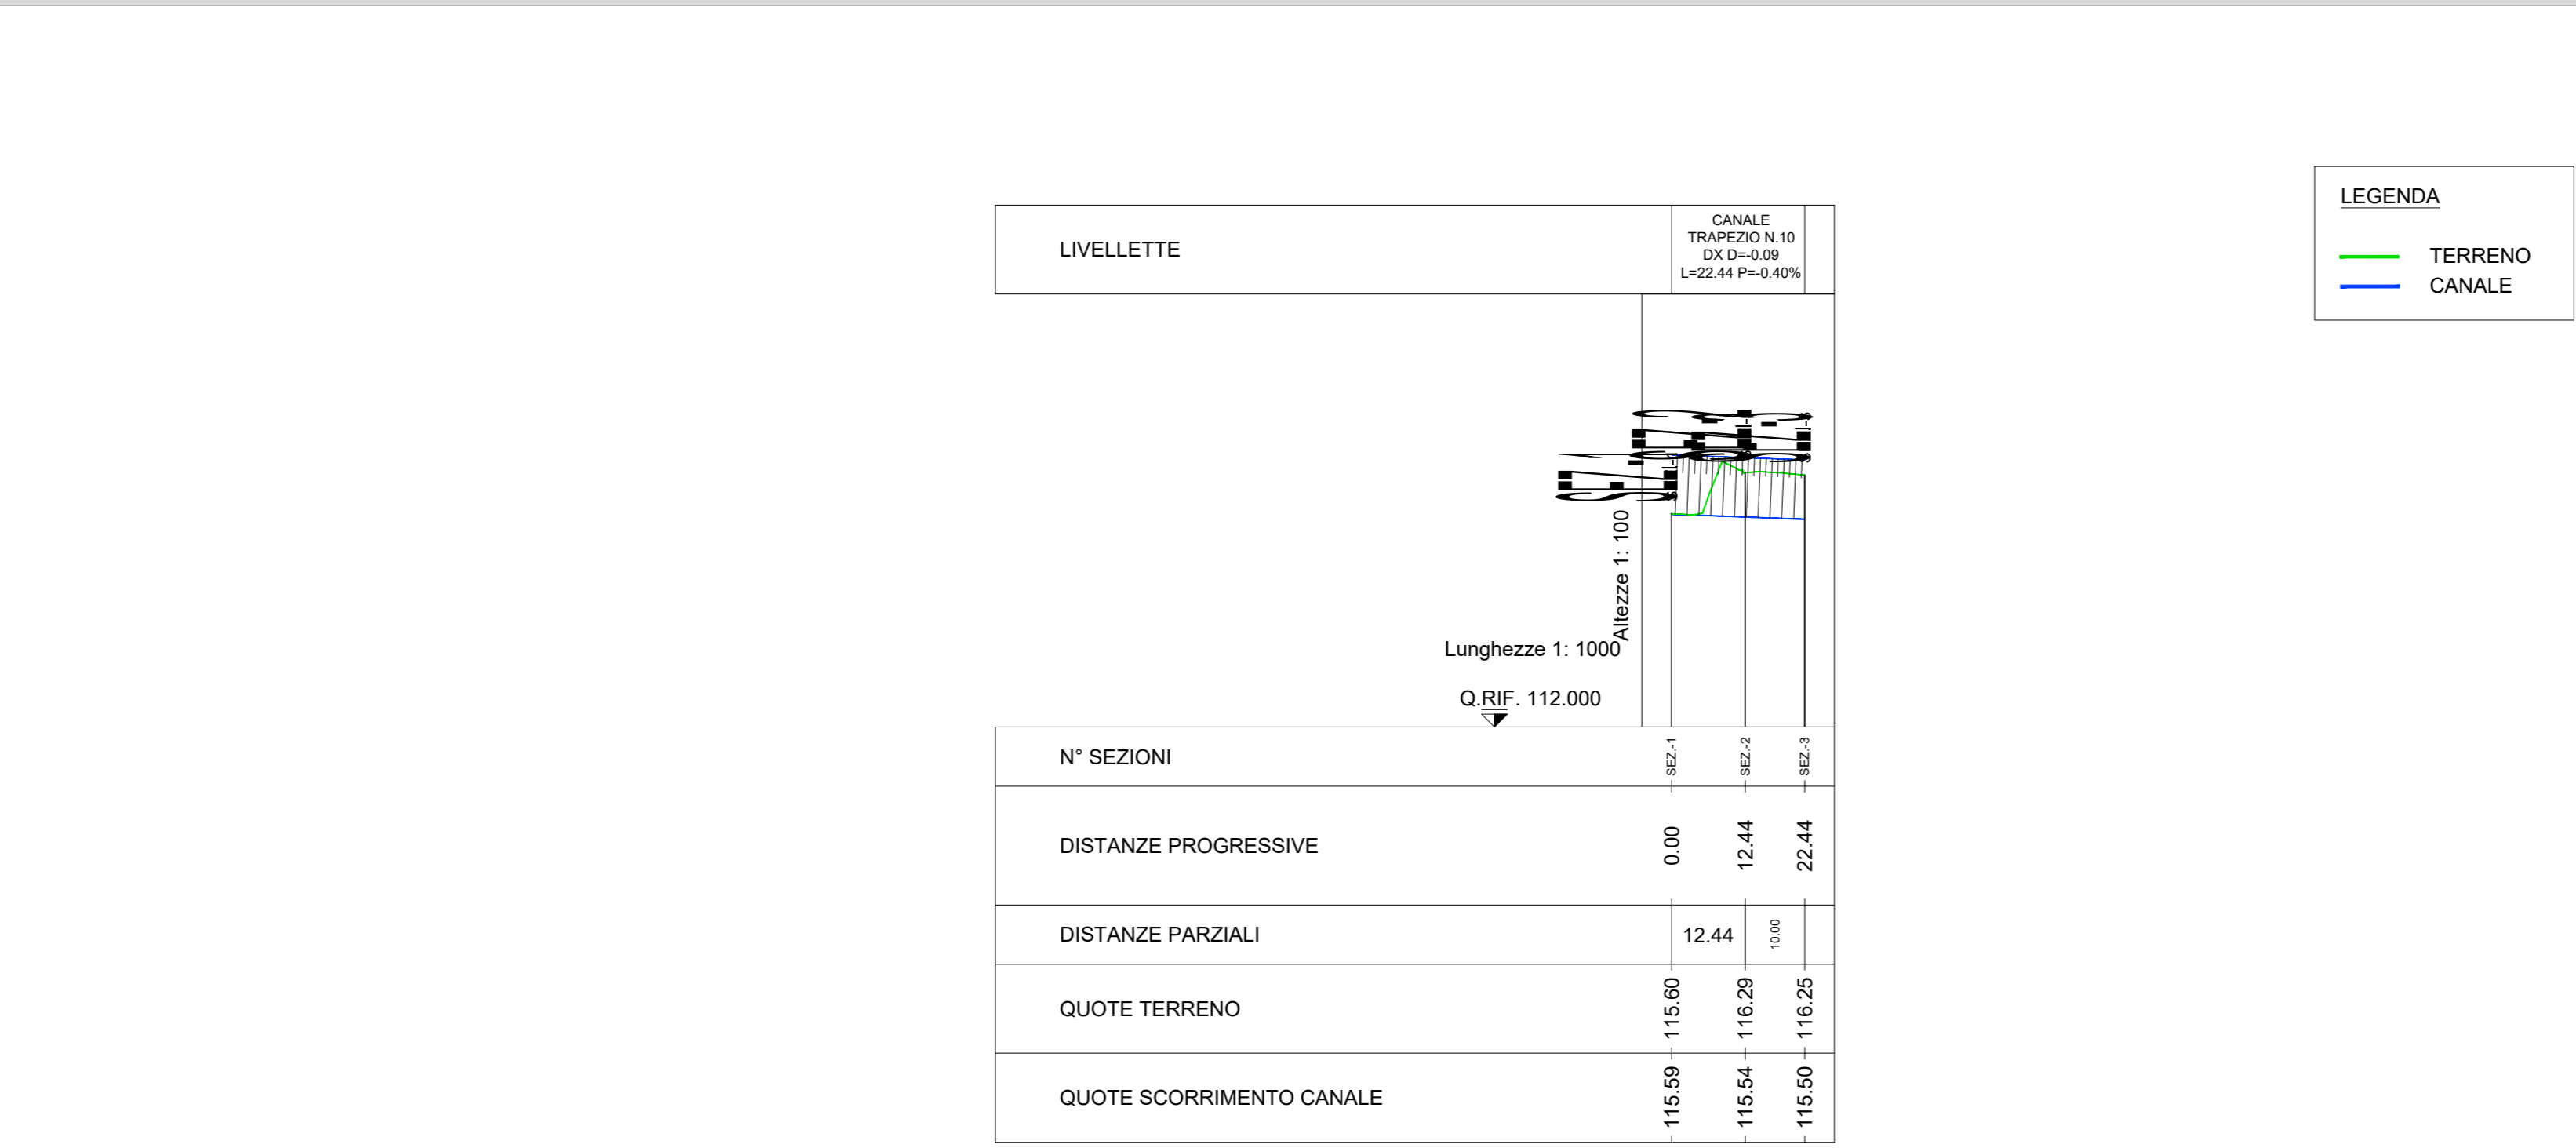 LEGENDA
TERRENO
CANALE
LIVELLETTE
CANALE
TRAPEZIO N.10
DX D=-0.09
L=22.44 P=-0.40%
Altezze 1: 100
Lunghezze 1: 1000
Q.RIF. 112.000
N° SEZIONI SEZ.-1 SEZ.-2 SEZ.-3
DISTANZE PROGRESSIVE 0.00 12.44 22.44
DISTANZE PARZIALI 12.44 10.00
QUOTE TERRENO 115.60 116.29 116.25
QUOTE SCORRIMENTO CANALE 115.59 115.54 115.50